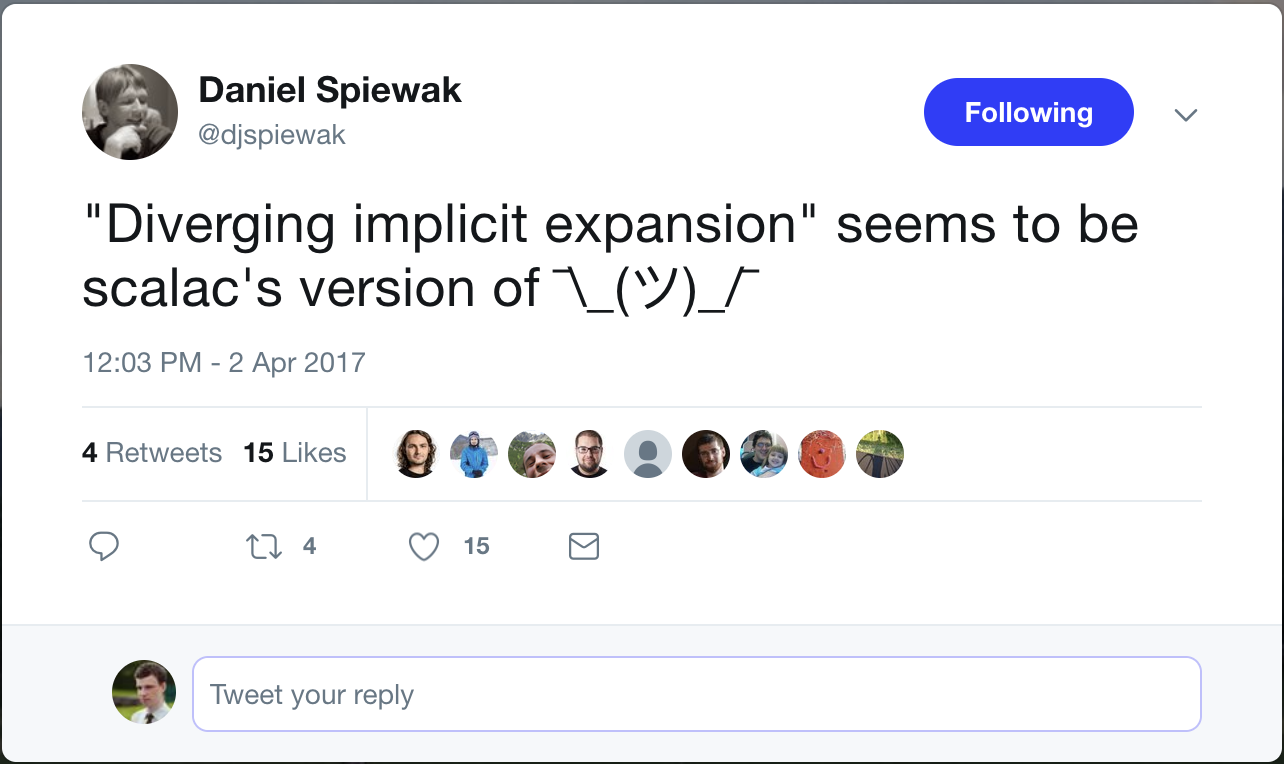 Daniel Spiewak
@djspiewak
Following
"Diverging implicit expansion" seems to be
scalac's version of ¯\_(ツ)_/¯
12:03 PM - 2 Apr 2017
4 Retweets 15 Likes
4 15
Tweet your reply